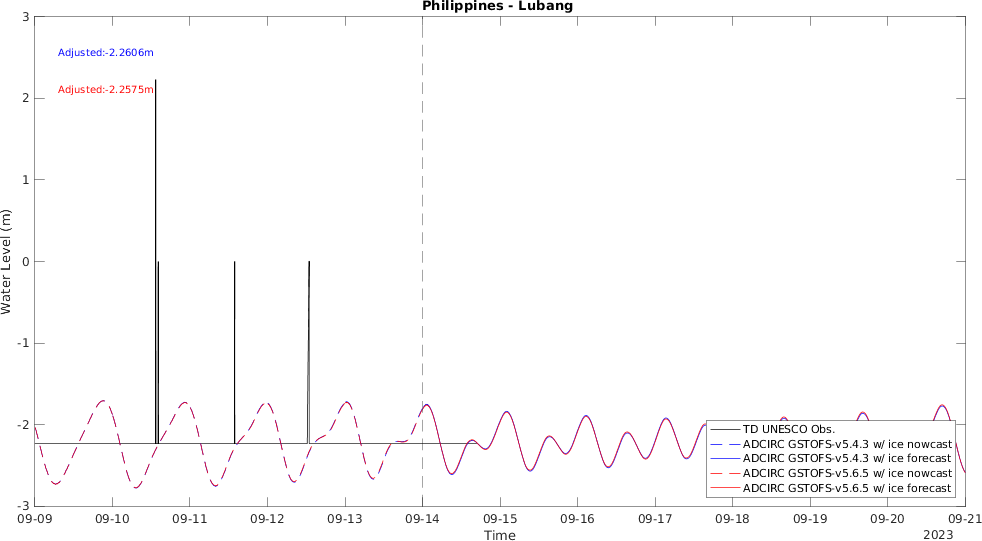 Philippines - Lubang
Adjusted:-2.2606m
Adjusted:-2.2575m
Water Level (m)
3
2
1
0
-1
-2
-3
TD UNESCO Obs.
ADCIRC GSTOFS-v5.4.3 w/ ice nowcast
ADCIRC GSTOFS-v5.4.3 w/ ice forecast
ADCIRC GSTOFS-v5.6.5 w/ ice nowcast
ADCIRC GSTOFS-v5.6.5 w/ ice forecast
09-09 09-10 09-11 09-12 09-13 09-14 09-15 09-16 09-17 09-18 09-19 09-20 09-21
Time
2023